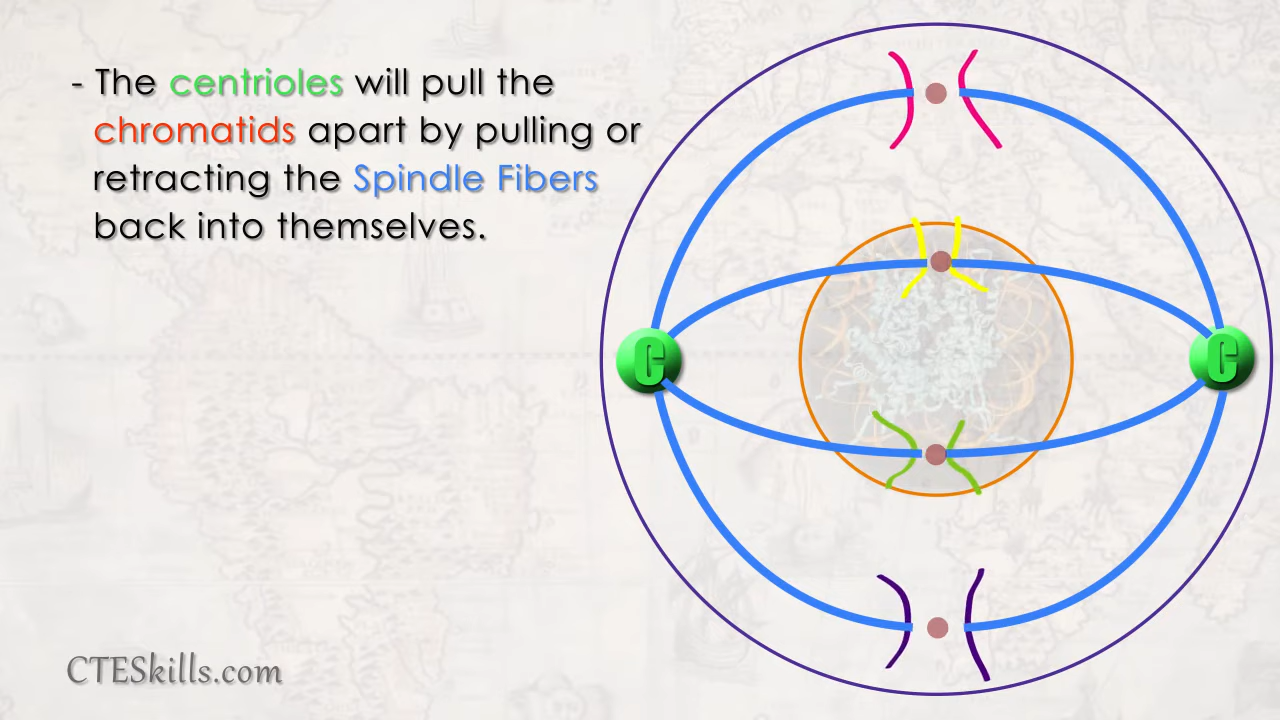 - The centrioles will pull the
chromatids apart by pulling or
retracting the Spindle Fibers
back into themselves.
C
C
CTESkills.com